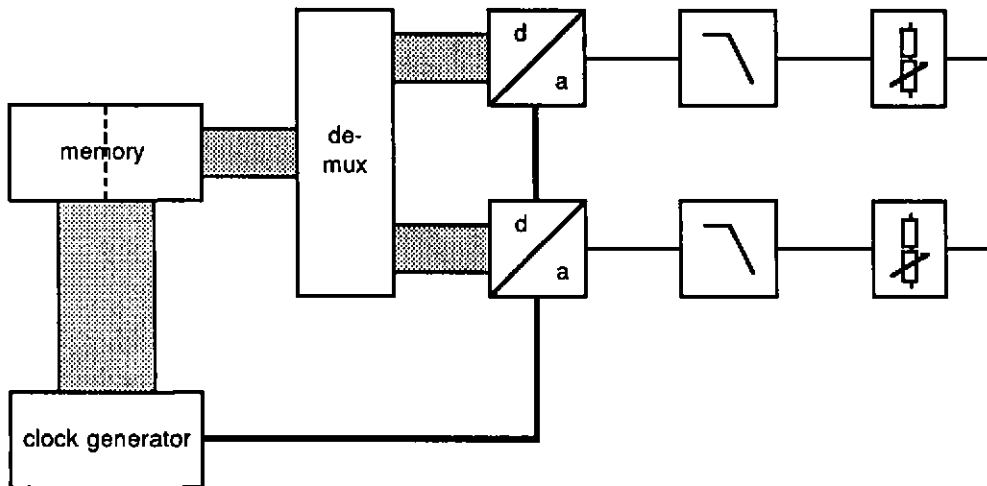 d
a
memory
de-
mux
d
a
clock generator